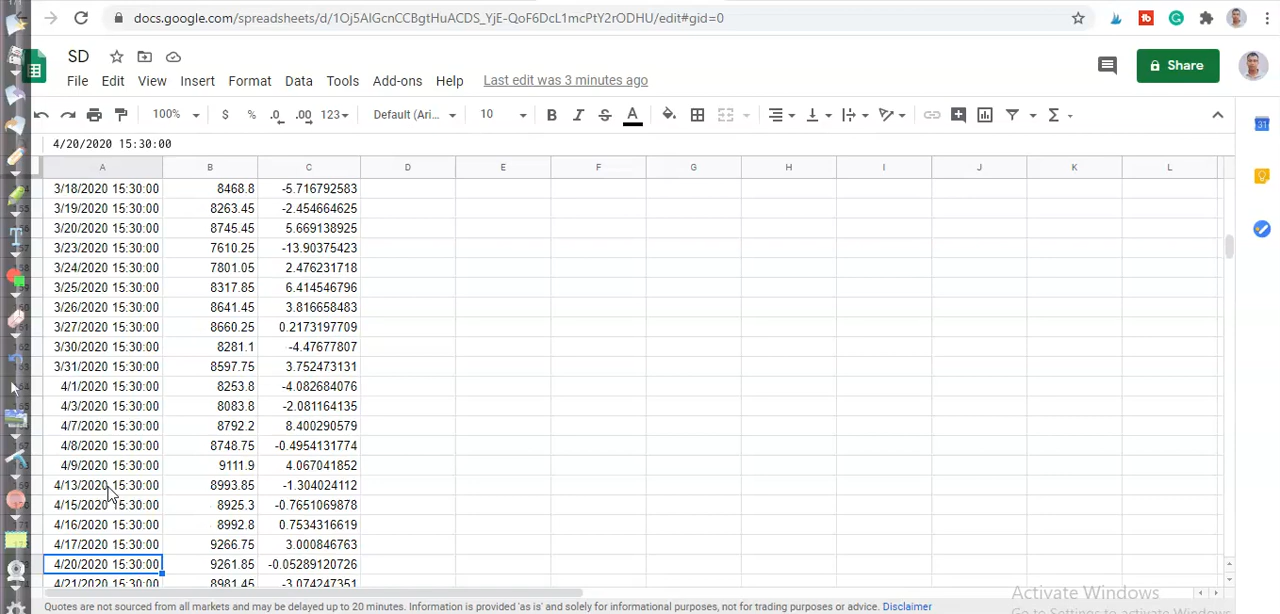 docs.google.com/spreadsheets/d/1Oj5AIGcnCCBgtHuACDS_YjE-QoF6DcL1mcPtY2rODHU/edit#gid=0
SD
File Edit View Insert Format Data Tools Add-ons Help Last edit was 3 minutes ago
Share
100% $ % .0 .00 123 Default (Ari... 10 B I S A Σ
4/20/2020 15:30:00
A B C D E F G H I J K L
3/18/2020 15:30:00 8468.8 -5.716792583
3/19/2020 15:30:00 8263.45 -2.454664625
3/20/2020 15:30:00 8745.45 5.669138925
3/23/2020 15:30:00 7610.25 -13.90375423
3/24/2020 15:30:00 7801.05 2.476231718
3/25/2020 15:30:00 8317.85 6.414546796
3/26/2020 15:30:00 8641.45 3.816658483
3/27/2020 15:30:00 8660.25 0.2173197709
3/30/2020 15:30:00 8281.1 -4.47677807
3/31/2020 15:30:00 8597.75 3.752473131
4/1/2020 15:30:00 8253.8 -4.082684076
4/3/2020 15:30:00 8083.8 -2.081164135
4/7/2020 15:30:00 8792.2 8.400290579
4/8/2020 15:30:00 8748.75 -0.4954131774
4/9/2020 15:30:00 9111.9 4.067041852
4/13/2020 15:30:00 8993.85 -1.304024112
4/15/2020 15:30:00 8925.3 -0.7651069878
4/16/2020 15:30:00 8992.8 0.7534316619
4/17/2020 15:30:00 9266.75 3.000846763
4/20/2020 15:30:00 9261.85 -0.05289120726
4/21/2020 15:30:00 8981.45 -3.074247351
Activate Windows
Quotes are not sourced from all markets and may be delayed up to 20 minutes. Information is provided 'as is' and solely for informational purposes, not for trading purposes or advice. Disclaimer